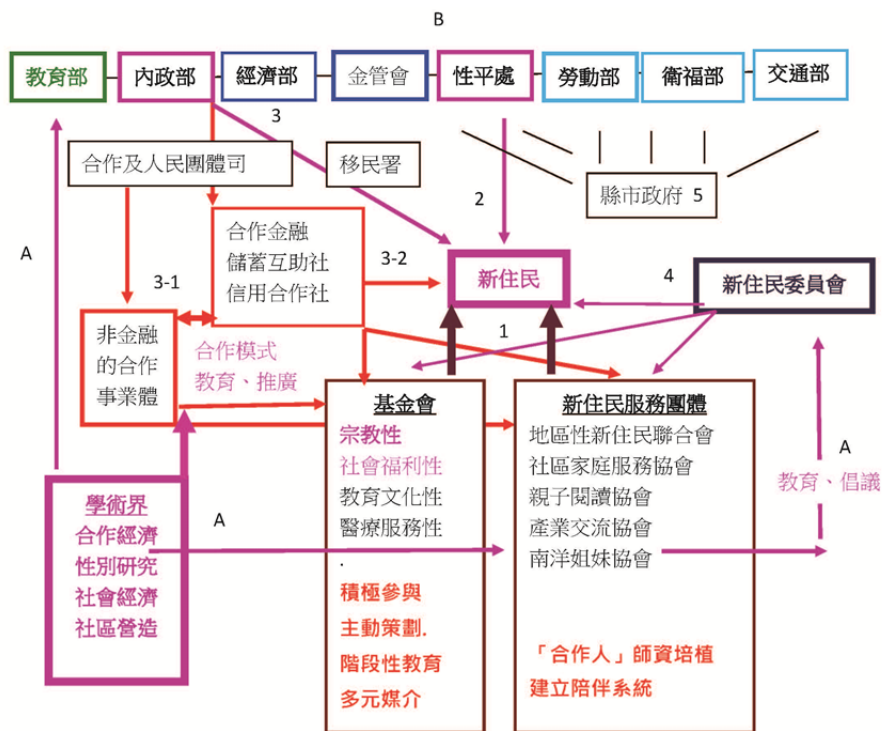 B
教育部 內政部 經濟部 金管會 性平處 勞動部 衛福部 交通部
3
合作及人民團體司
移民署
縣市政府 5
2
A
合作金融
儲蓄互助社
信用合作社
3-2
3-1
新住民
4
新住民委員會
非金融
的合作
事業體
合作模式
教育、推廣
1
基金會
宗教性
社會福利性
教育文化性
醫療服務性
.
積極參與
主動策劃.
階段性教育
多元媒介
新住民服務團體
地區性新住民聯合會
社區家庭服務協會
親子閱讀協會
產業交流協會
南洋姐妹協會
「合作人」師資培植
建立陪伴系統
A
教育、倡議
學術界
合作經濟
性別研究
社會經濟
社區營造
A